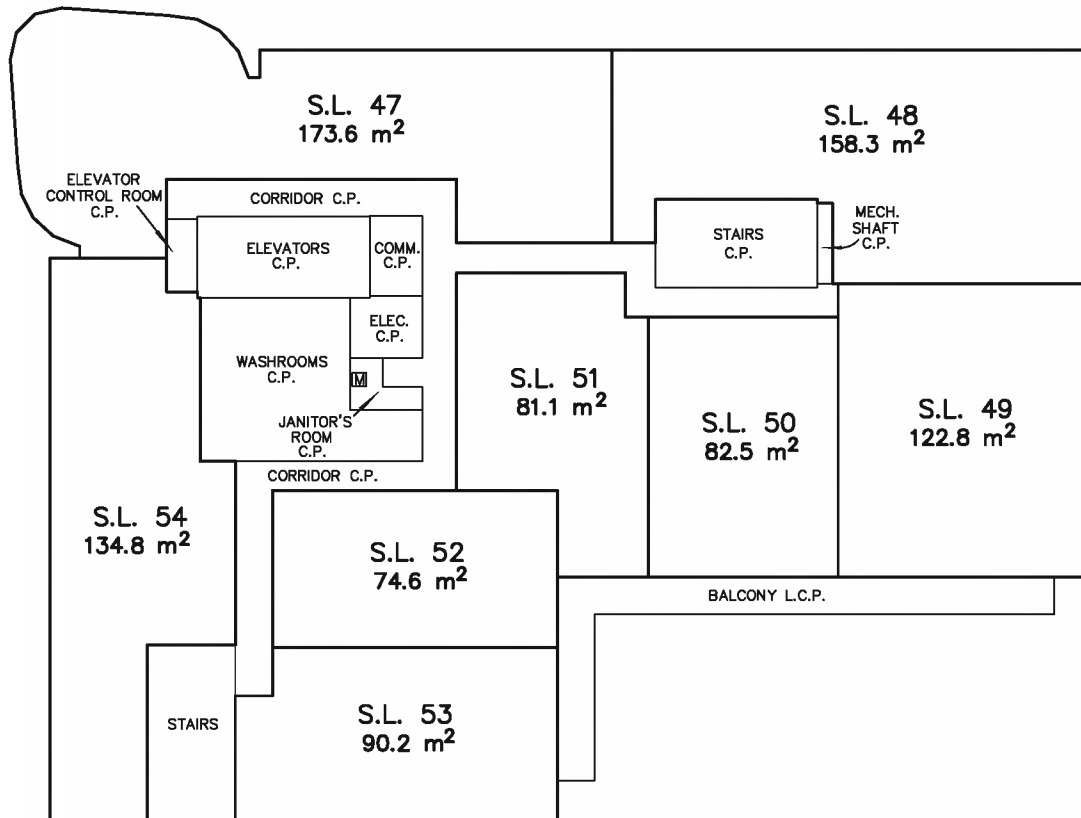 S.L. 47
173.6 m²
S.L. 48
158.3 m²
ELEVATOR
CONTROL ROOM
C.P.
CORRIDOR C.P.
ELEVATORS
C.P.
COMM.
C.P.
STAIRS
C.P.
MECH.
SHAFT
C.P.
ELEC.
C.P.
WASHROOMS
C.P.
M
JANITOR'S
ROOM
C.P.
CORRIDOR C.P.
S.L. 51
81.1 m²
S.L. 50
82.5 m²
S.L. 49
122.8 m²
S.L. 54
134.8 m²
S.L. 52
74.6 m²
BALCONY L.C.P.
STAIRS
S.L. 53
90.2 m²